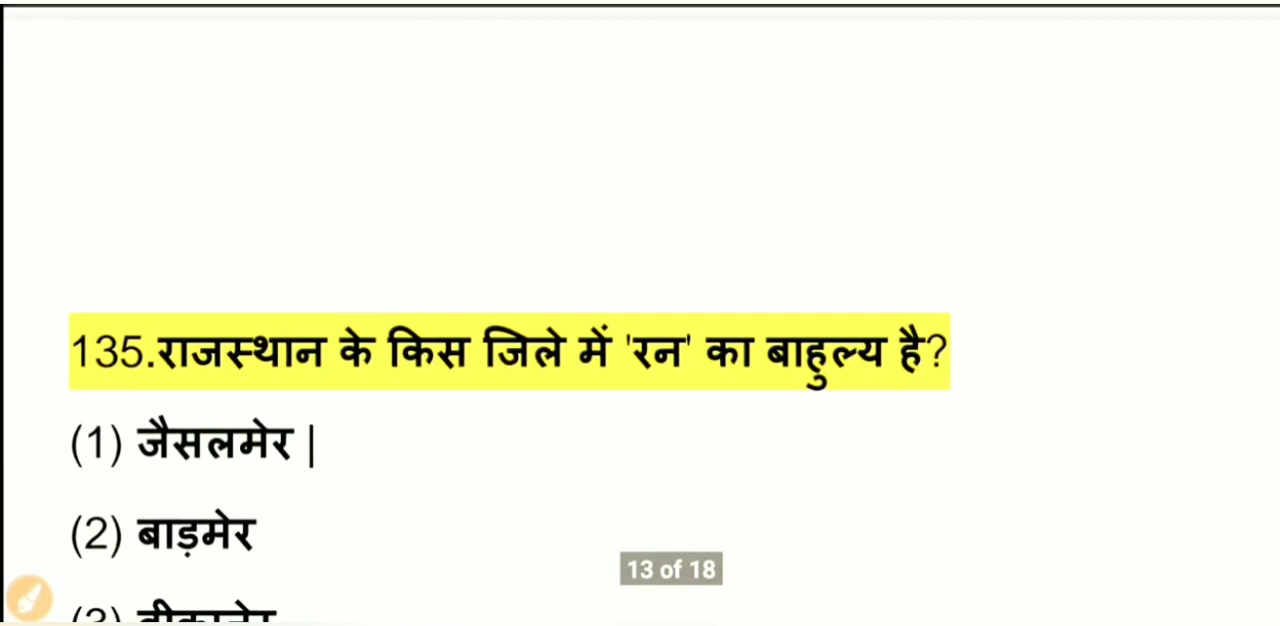 135.राजस्थान के किस जिले में 'रन' का बाहुल्य है?
(1) जैसलमेर |
(2) बाड़मेर
13 of 18